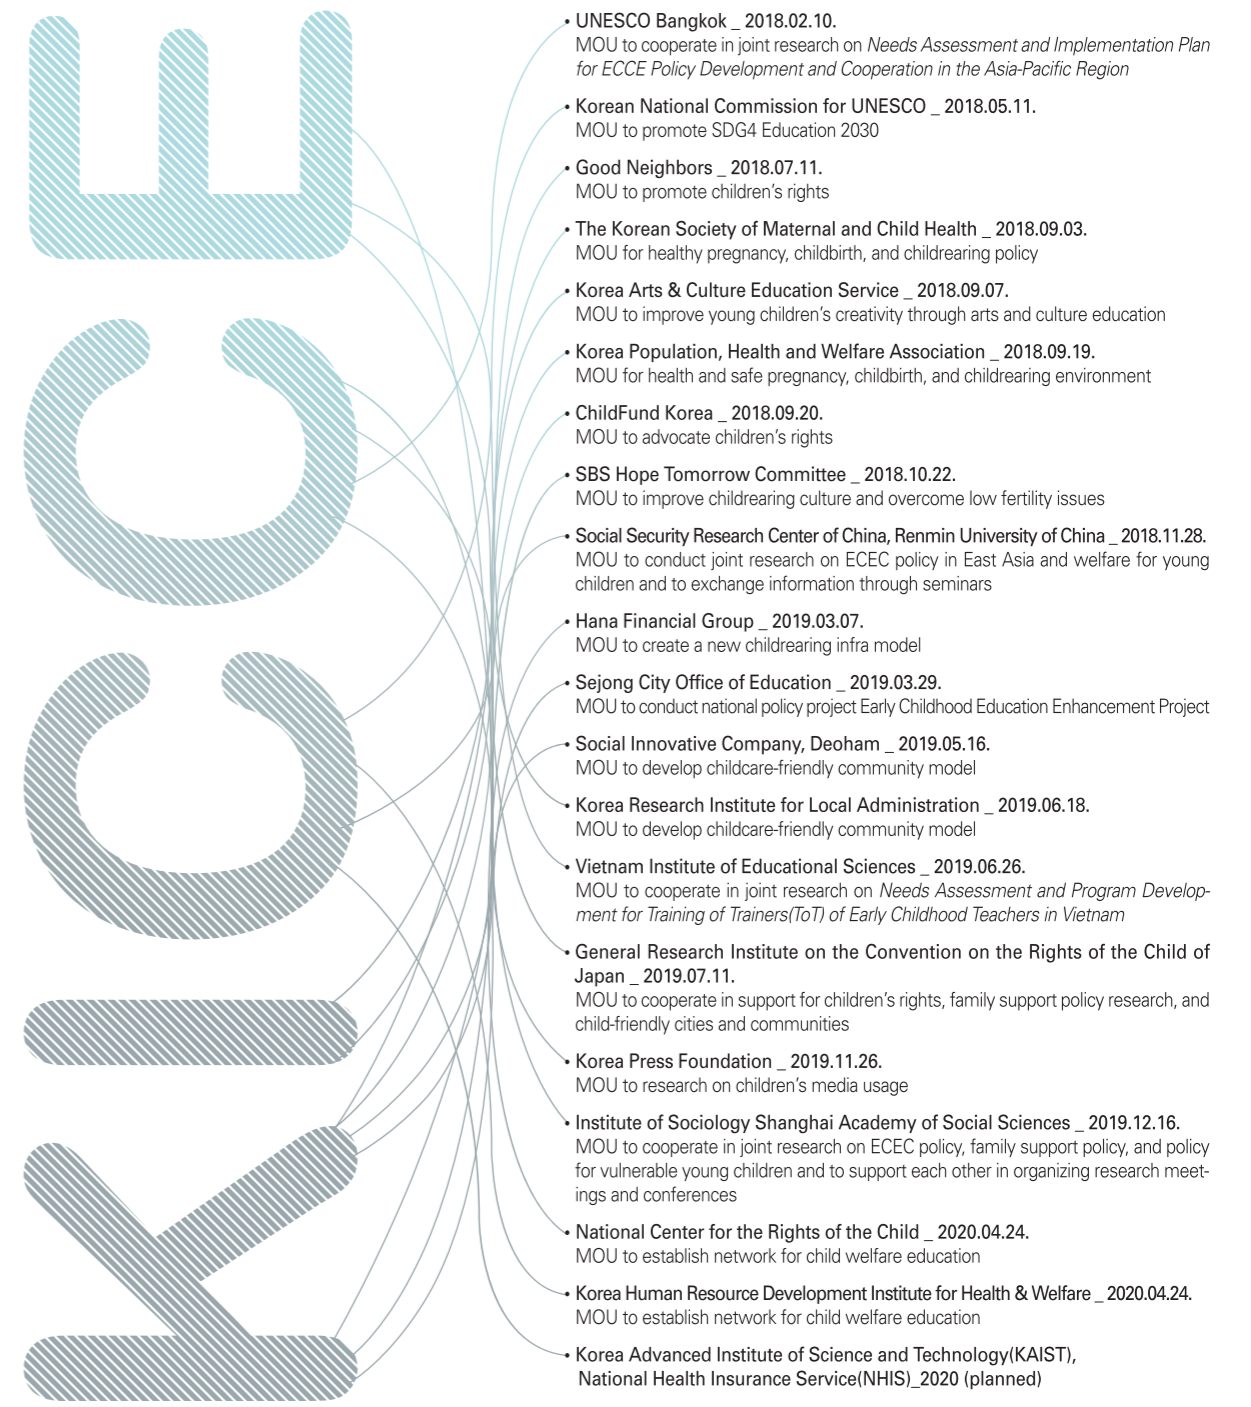 KICCE
• UNESCO Bangkok _ 2018.02.10.
MOU to cooperate in joint research on Needs Assessment and Implementation Plan
for ECCE Policy Development and Cooperation in the Asia-Pacific Region
• Korean National Commission for UNESCO _ 2018.05.11.
MOU to promote SDG4 Education 2030
• Good Neighbors _ 2018.07.11.
MOU to promote children's rights
• The Korean Society of Maternal and Child Health _ 2018.09.03.
MOU for healthy pregnancy, childbirth, and childrearing policy
• Korea Arts & Culture Education Service _ 2018.09.07.
MOU to improve young children's creativity through arts and culture education
• Korea Population, Health and Welfare Association _ 2018.09.19.
MOU for health and safe pregnancy, childbirth, and childrearing environment
• ChildFund Korea _ 2018.09.20.
MOU to advocate children's rights
• SBS Hope Tomorrow Committee _ 2018.10.22.
MOU to improve childrearing culture and overcome low fertility issues
• Social Security Research Center of China, Renmin University of China _ 2018.11.28.
MOU to conduct joint research on ECEC policy in East Asia and welfare for young
children and to exchange information through seminars
• Hana Financial Group _ 2019.03.07.
MOU to create a new childrearing infra model
• Sejong City Office of Education _ 2019.03.29.
MOU to conduct national policy project Early Childhood Education Enhancement Project
• Social Innovative Company, Deoham _ 2019.05.16.
MOU to develop childcare-friendly community model
• Korea Research Institute for Local Administration _ 2019.06.18.
MOU to develop childcare-friendly community model
• Vietnam Institute of Educational Sciences _ 2019.06.26.
MOU to cooperate in joint research on Needs Assessment and Program Develop-
ment for Training of Trainers(ToT) of Early Childhood Teachers in Vietnam
• General Research Institute on the Convention on the Rights of the Child of
Japan _ 2019.07.11.
MOU to cooperate in support for children's rights, family support policy research, and
child-friendly cities and communities
• Korea Press Foundation _ 2019.11.26.
MOU to research on children's media usage
• Institute of Sociology Shanghai Academy of Social Sciences _ 2019.12.16.
MOU to cooperate in joint research on ECEC policy, family support policy, and policy
for vulnerable young children and to support each other in organizing research meet-
ings and conferences
• National Center for the Rights of the Child _ 2020.04.24.
MOU to establish network for child welfare education
• Korea Human Resource Development Institute for Health & Welfare _ 2020.04.24.
MOU to establish network for child welfare education
• Korea Advanced Institute of Science and Technology(KAIST),
National Health Insurance Service(NHIS)_2020 (planned)